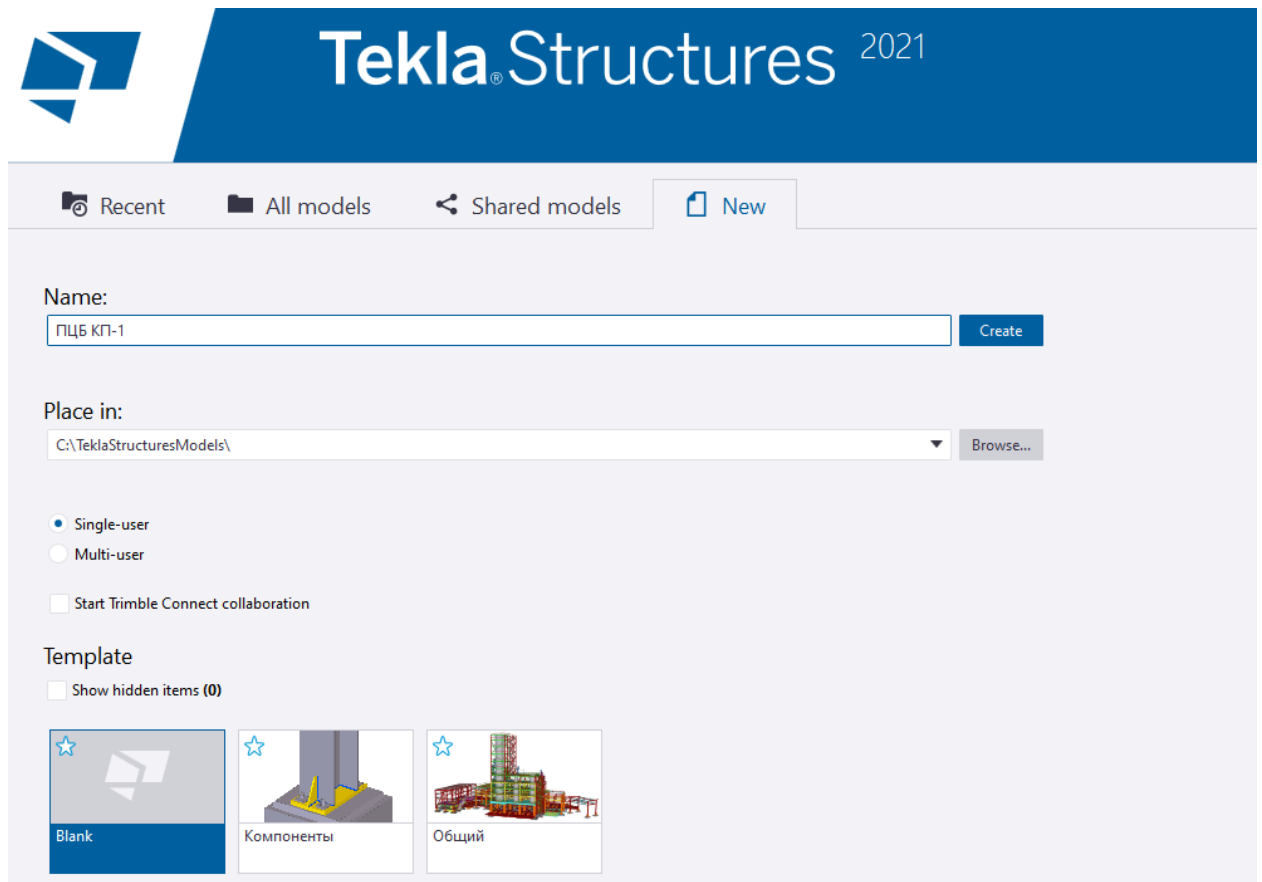 Tekla®Structures 2021
Recent All models Shared models New
Name:
ПЦБ КП-1 Create
Place in:
C:\TeklaStructuresModels\ Browse...
Single-user
Multi-user
Start Trimble Connect collaboration
Template
Show hidden items (0)
Blank Компоненты Общий